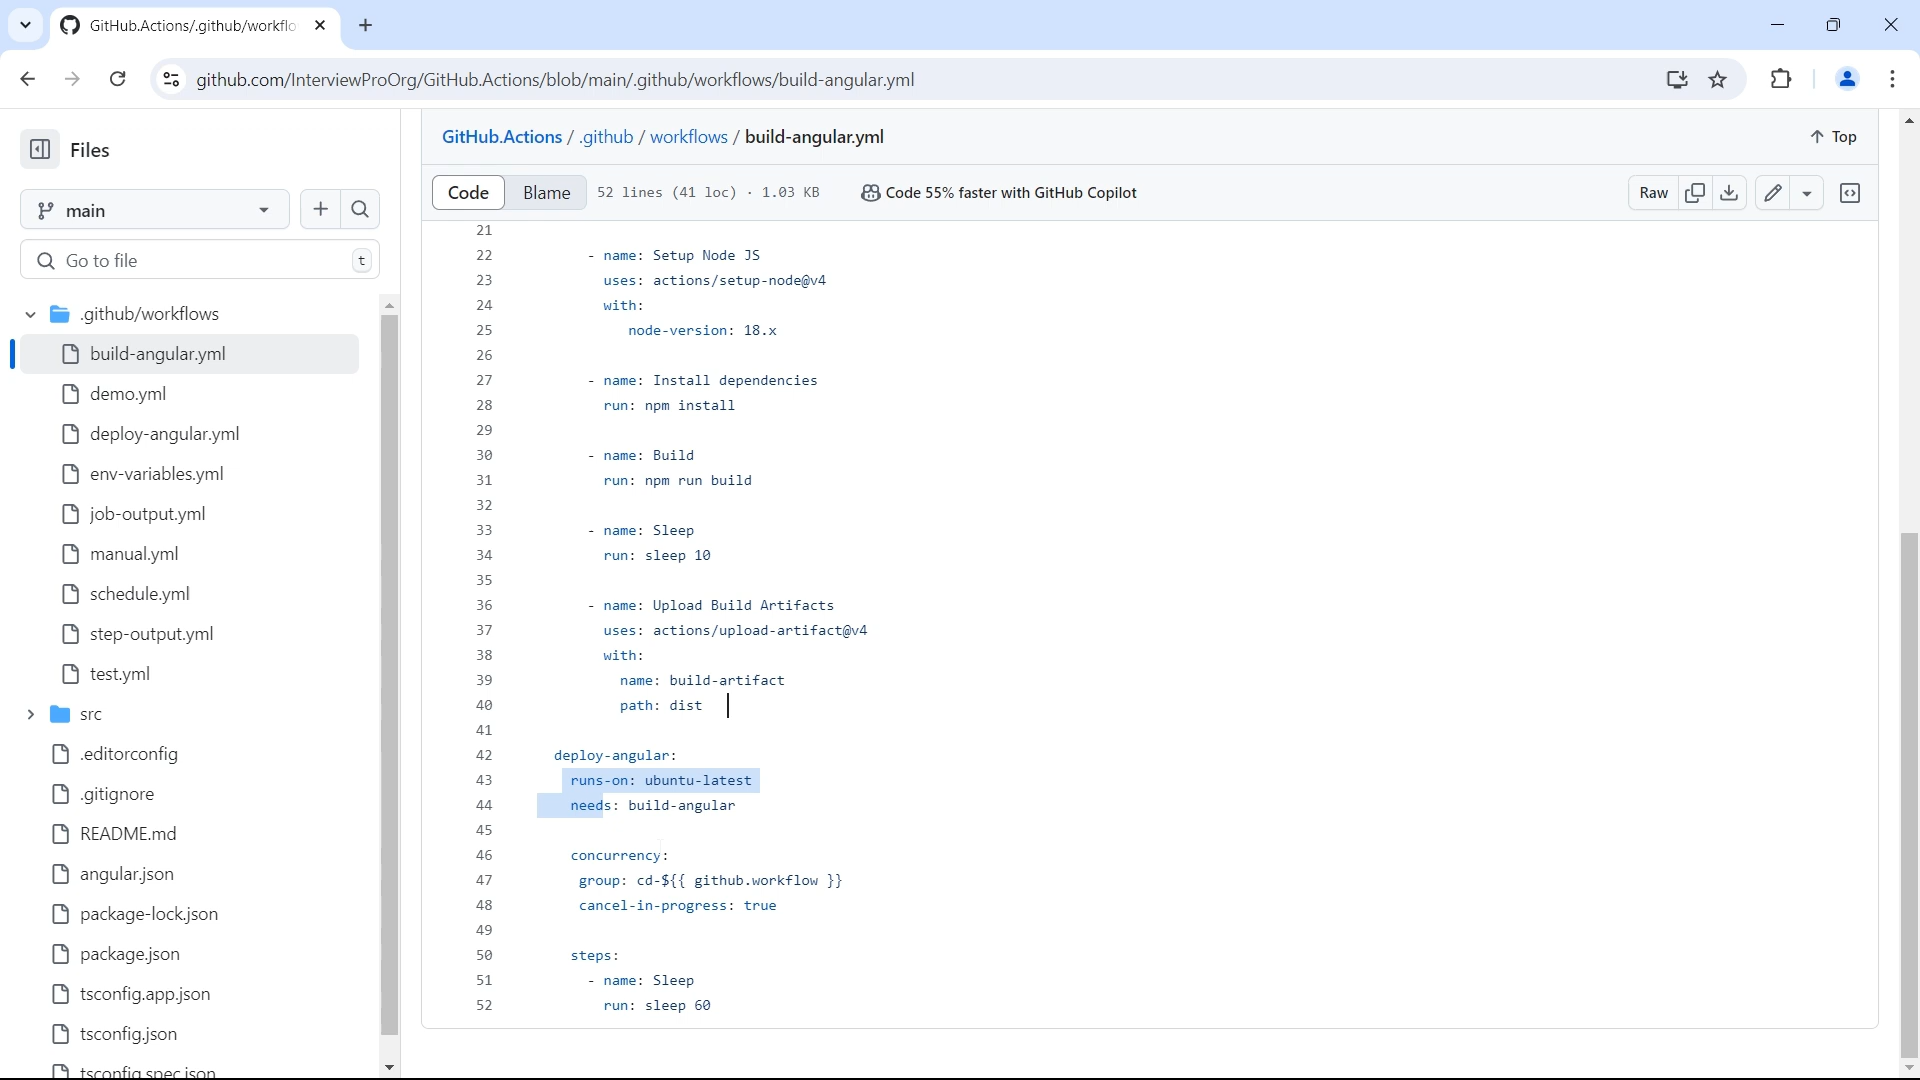 GitHub.Actions/.github/workflo
github.com/InterviewProOrg/GitHub.Actions/blob/main/.github/workflows/build-angular.yml
Files
main
Go to file
t
.github/workflows
build-angular.yml
demo.yml
deploy-angular.yml
env-variables.yml
job-output.yml
manual.yml
schedule.yml
step-output.yml
test.yml
src
.editorconfig
.gitignore
README.md
angular.json
package-lock.json
package.json
tsconfig.app.json
tsconfig.json
tsconfig.spec.json
GitHub.Actions / .github / workflows / build-angular.yml
Top
Code Blame 52 lines (41 loc) · 1.03 KB Code 55% faster with GitHub Copilot Raw
21
22 - name: Setup Node JS
23 uses: actions/setup-node@v4
24 with:
25 node-version: 18.x
26
27 - name: Install dependencies
28 run: npm install
29
30 - name: Build
31 run: npm run build
32
33 - name: Sleep
34 run: sleep 10
35
36 - name: Upload Build Artifacts
37 uses: actions/upload-artifact@v4
38 with:
39 name: build-artifact
40 path: dist
41
42 deploy-angular:
43 runs-on: ubuntu-latest
44 needs: build-angular
45
46 concurrency:
47 group: cd-${{ github.workflow }}
48 cancel-in-progress: true
49
50 steps:
51 - name: Sleep
52 run: sleep 60